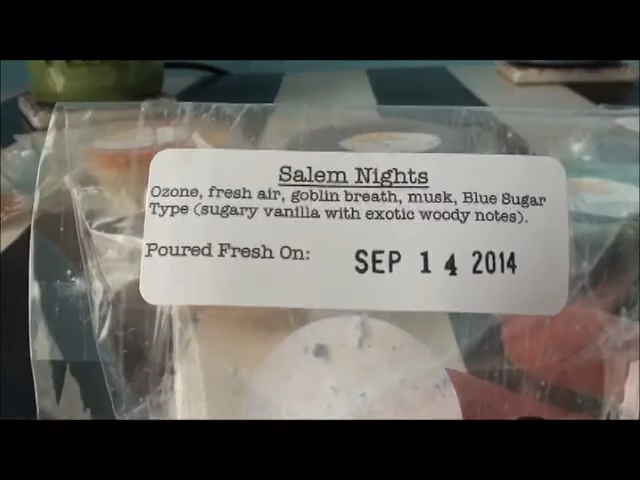 Salem Nights
Ozone, fresh air, goblin breath, musk, Blue Sugar
Type (sugary vanilla with exotic woody notes).
Poured Fresh On: SEP 14 2014